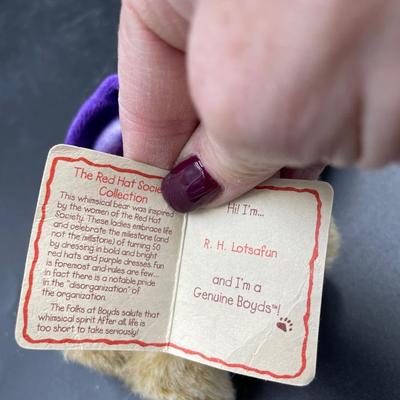 The Red Hat Socie
Collection
This whimsical bear was inspired
by the women of the Red Hat
Society. These ladies embrace life
and celebrate the milestone (and
not the millstone) of turning 50
by dressing in bold and bright
red hats and purple dresses. Fun
is foremost and rules are few...
in fact there is a notable pride
in the "disorganization" of
the organization.
The Folks at Boyds salute that
whimsical spirit. After all, life is
too short to take seriously!
Hi! I'm...
R. H. Lotsafun
and I'm a
Genuine Boyds™!